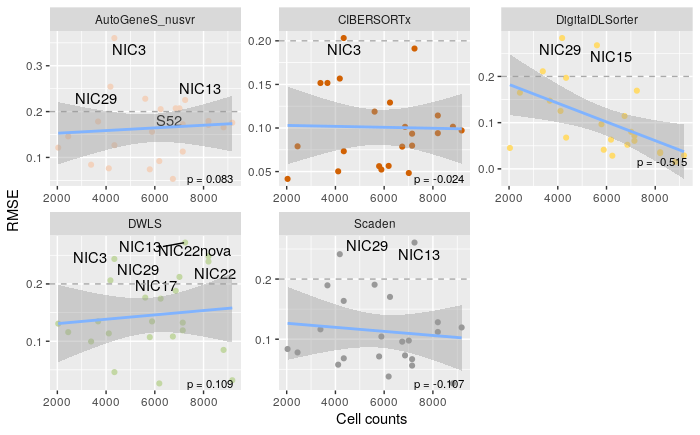 AutoGeneS_nusvr
CIBERSORTx
DigitalDLSorter
NIC3
NIC29
NIC13
S52
p = 0.083
0.3
0.2
0.1
2000 4000 6000 8000
NIC3
p = -0.024
0.20
0.15
0.10
0.05
2000 4000 6000 8000
NIC29
NIC15
p = -0.515
0.2
0.1
0.0
2000 4000 6000 8000
RMSE
DWLS
Scaden
NIC13
NIC22nova
NIC3
NIC29
NIC22
NIC17
p = 0.109
0.2
0.1
2000 4000 6000 8000
NIC29
NIC13
p = -0.107
0.2
0.1
2000 4000 6000 8000
Cell counts